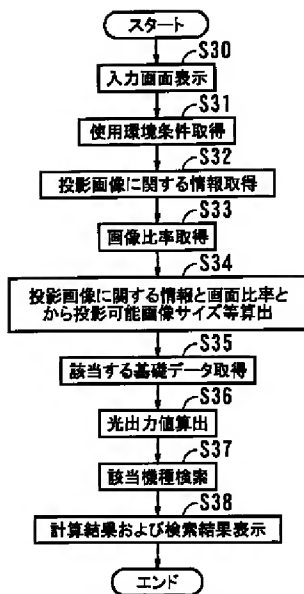 スタート
S30
入力画面表示
S31
使用環境条件取得
S32
投影画像に関する情報取得
S33
画像比率取得
S34
投影画像に関する情報と画面比率と
から投影可能画像サイズ等算出
S35
該当する基礎データ取得
S36
光出力値算出
S37
該当機種検索
S38
計算結果および検索結果表示
エンド